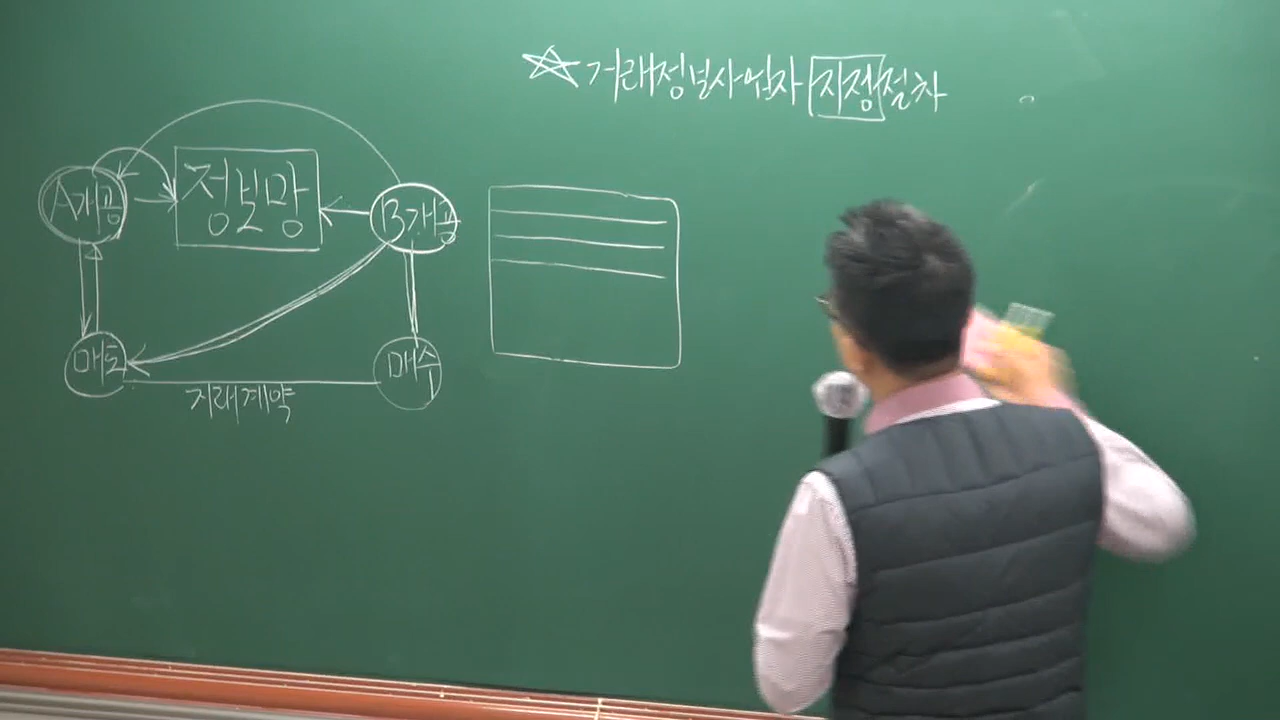 ☆ 거래정보사업자 지정절차
A개공
정보망
B개공
매도
매수
거래계약